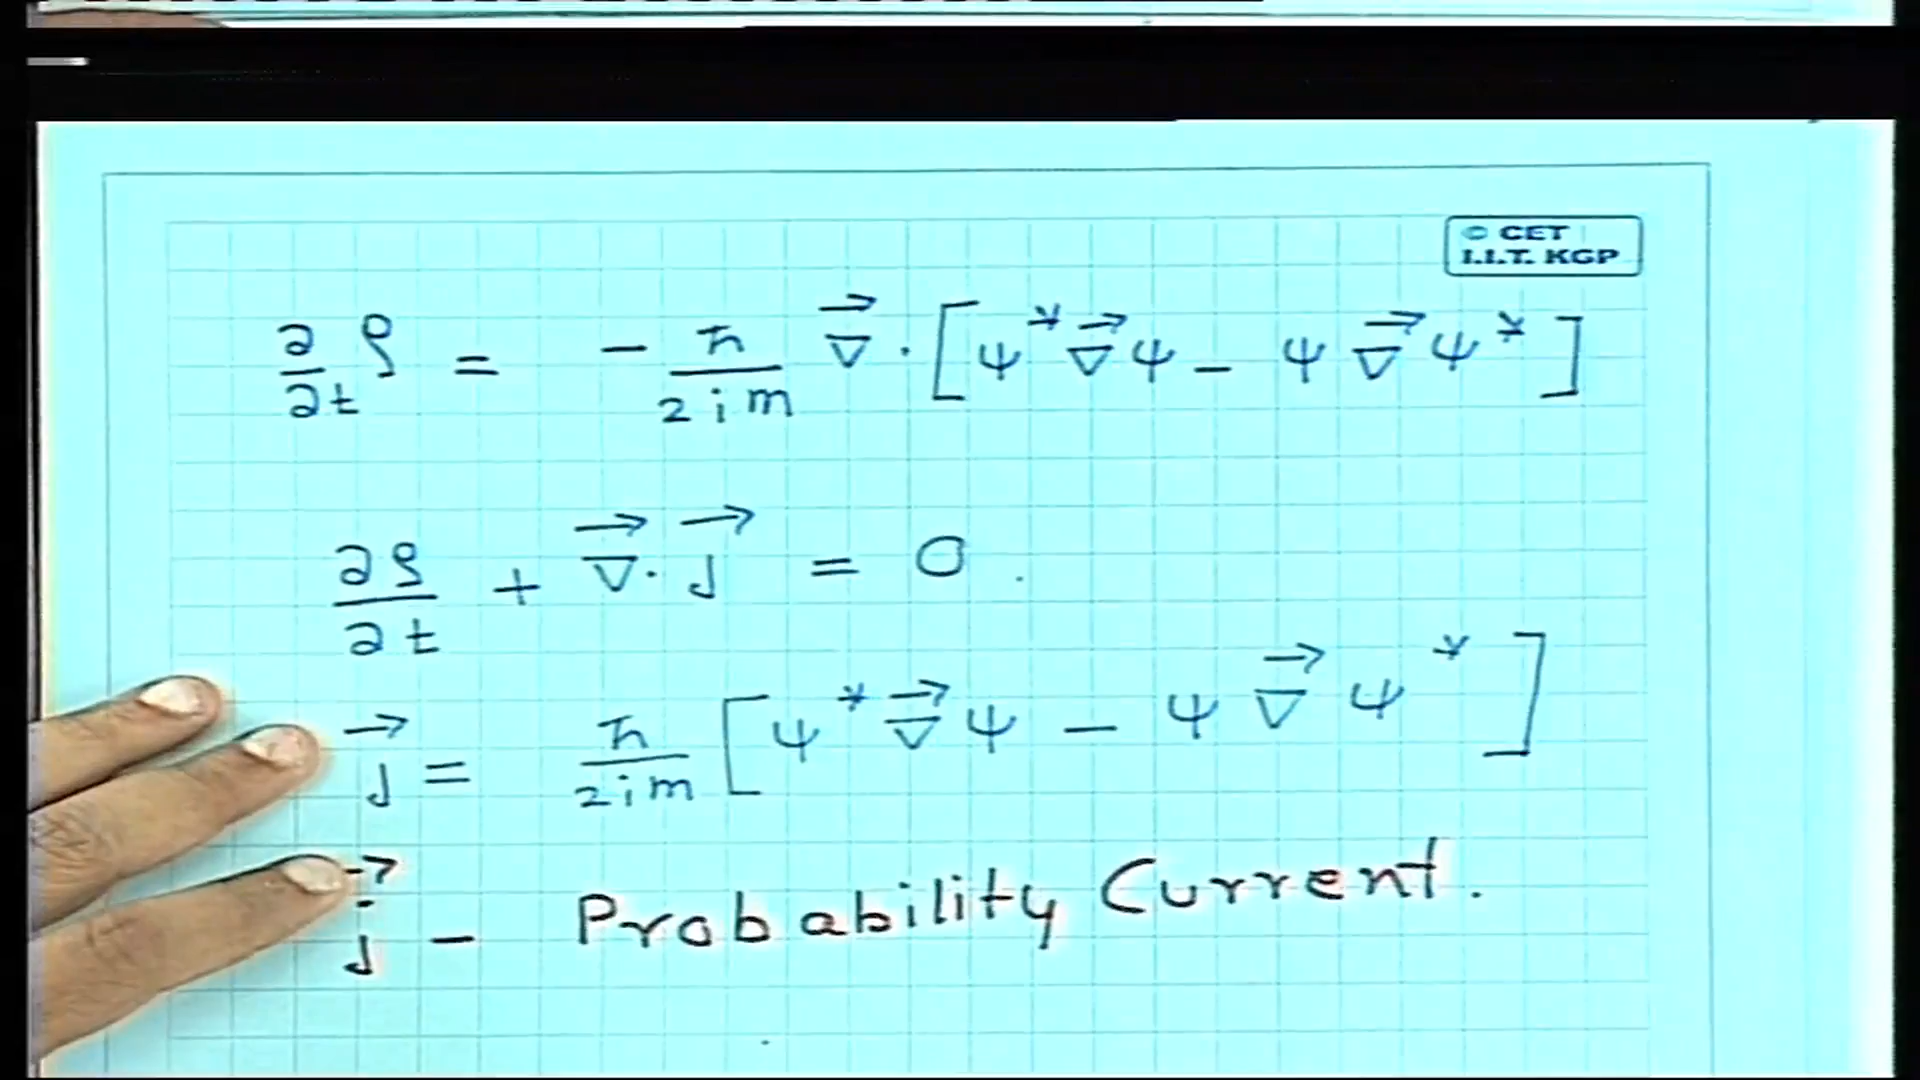 © CET
I.I.T. KGP
∂/∂t ρ = - ℏ/2im ∇⃗ · [ψ* ∇⃗ψ - ψ ∇⃗ψ*]
∂ρ/∂t + ∇⃗ · j⃗ = 0.
j⃗ = ℏ/2im [ψ* ∇⃗ψ - ψ ∇⃗ψ*]
j⃗ - Probability Current.